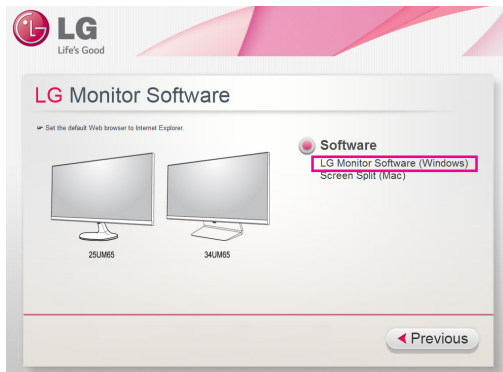 LG
Life's Good
LG Monitor Software
☞ Set the default Web browser to Internet Explorer.
Software
LG Monitor Software (Windows)
Screen Split (Mac)
25UM65
34UM65
Previous